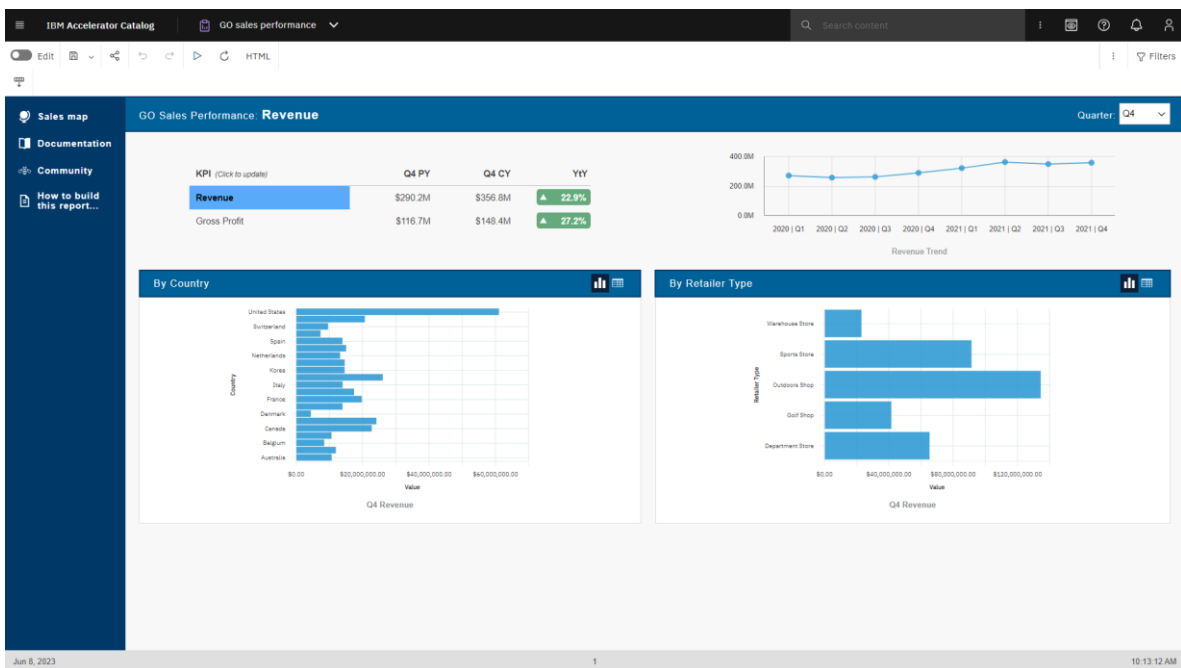 IBM Accelerator Catalog
GO sales performance
Search content
Edit
HTML
Filters
Sales map
Documentation
Community
How to build
this report...
GO Sales Performance: Revenue
Quarter: Q4
KPI (Click to update) Q4 PY Q4 CY YtY
Revenue $290.2M $356.8M ▲ 22.9%
Gross Profit $116.7M $148.4M ▲ 27.2%
400.0M
200.0M
0.0M
2020 | Q1 2020 | Q2 2020 | Q3 2020 | Q4 2021 | Q1 2021 | Q2 2021 | Q3 2021 | Q4
Revenue Trend
By Country
United States
Switzerland
Spain
Netherlands
Korea
Italy
France
Denmark
Canada
Belgium
Australia
Country
$0.00 $20,000,000.00 $40,000,000.00 $60,000,000.00
Value
Q4 Revenue
By Retailer Type
Warehouse Store
Sports Store
Outdoors Shop
Golf Shop
Department Store
Retailer Type
$0.00 $40,000,000.00 $80,000,000.00 $120,000,000.00
Value
Q4 Revenue
Jun 8, 2023
1
10:13:12 AM